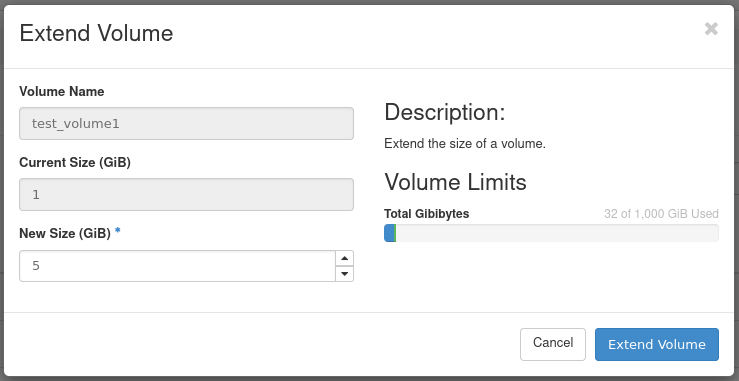 Extend Volume
×
Volume Name
test_volume1
Current Size (GiB)
1
New Size (GiB) *
5
Description:
Extend the size of a volume.
Volume Limits
Total Gibibytes 32 of 1,000 GiB Used
Cancel Extend Volume